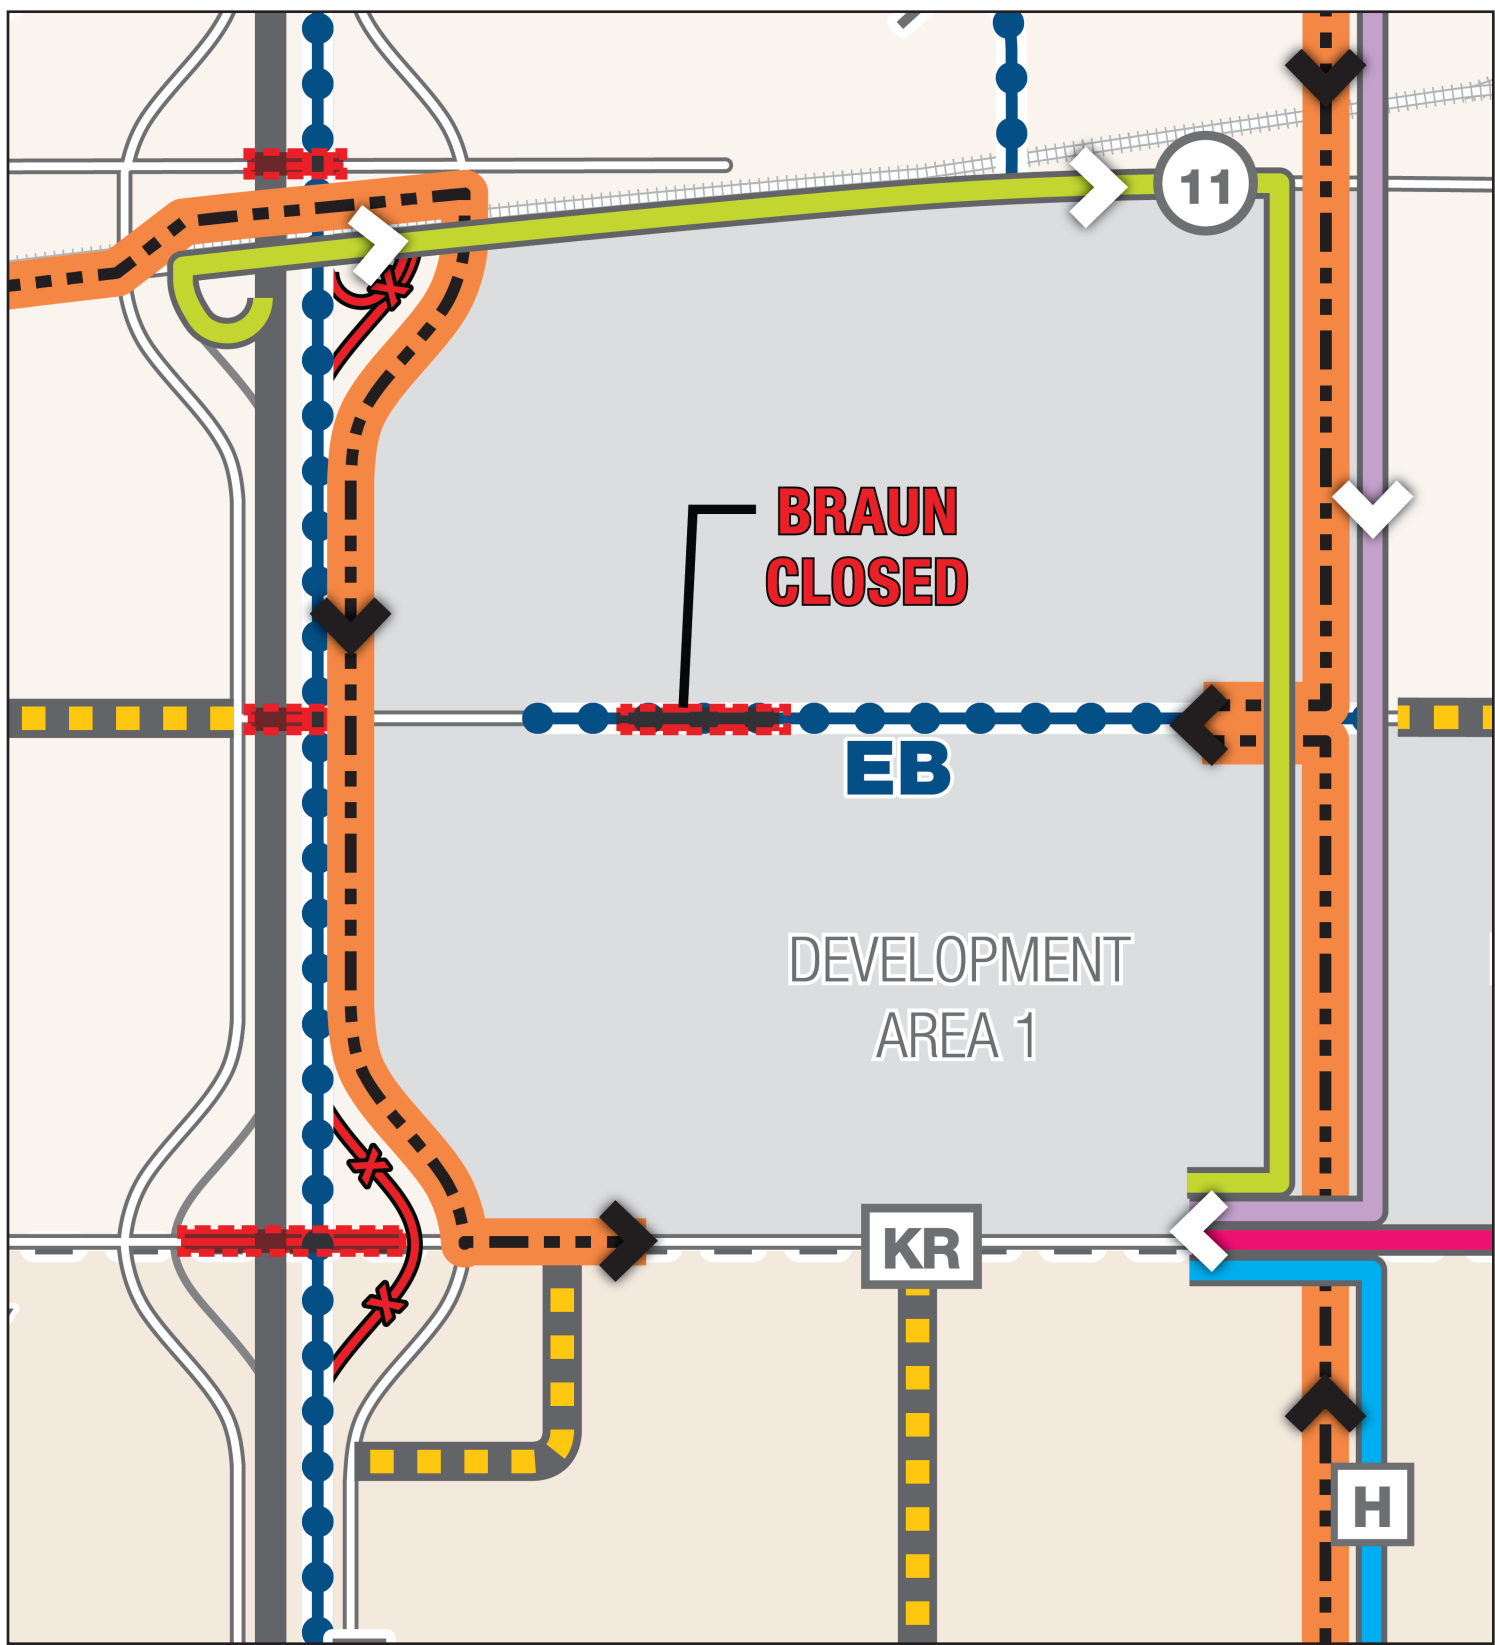 11
BRAUN
CLOSED
EB
DEVELOPMENT
AREA 1
KR
H